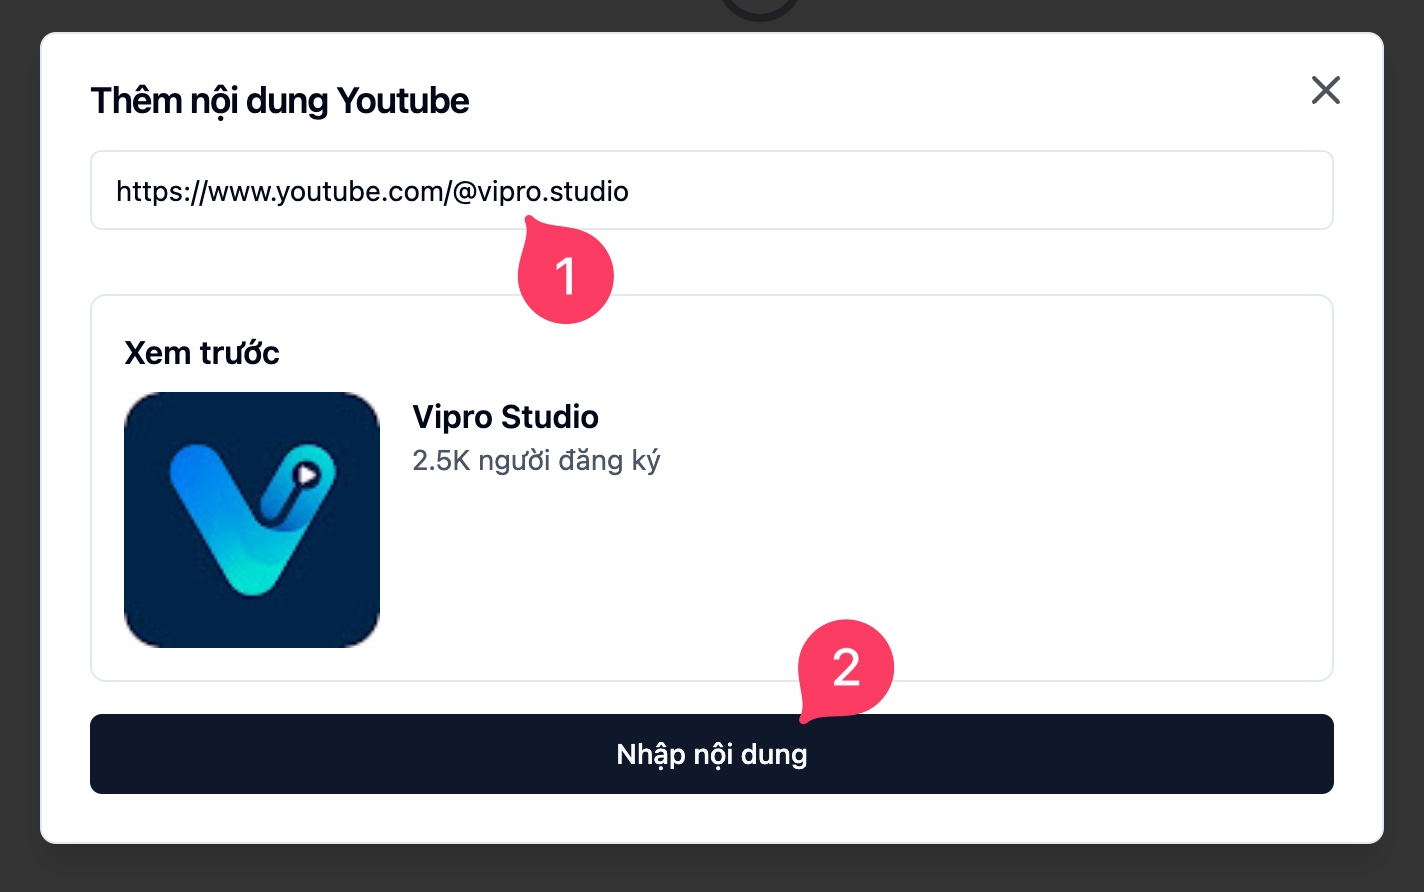 Thêm nội dung Youtube
https://www.youtube.com/@vipro.studio
1
Xem trước
Vipro Studio
2.5K người đăng ký
2
Nhập nội dung